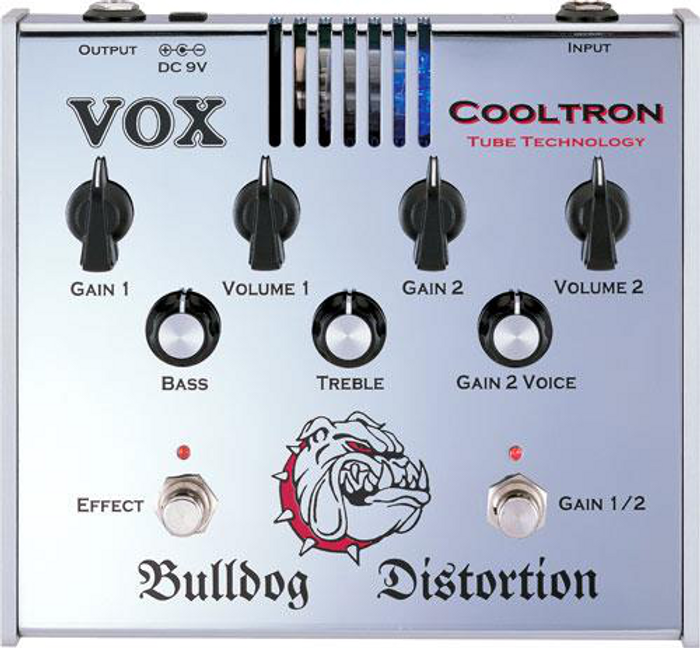 OUTPUT
DC 9V
INPUT
VOX
COOLTRON
TUBE TECHNOLOGY
GAIN 1
VOLUME 1
GAIN 2
VOLUME 2
BASS
TREBLE
GAIN 2 VOICE
EFFECT
GAIN 1/2
Bulldog Distortion